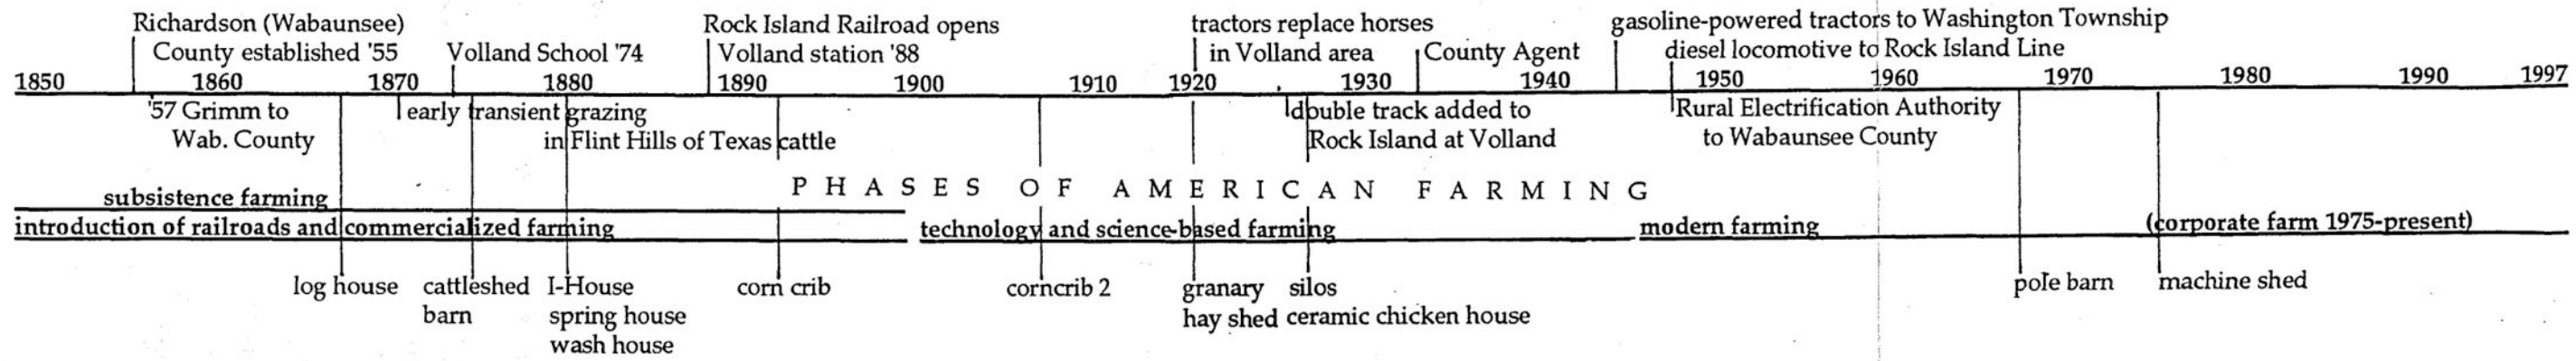 Richardson (Wabaunsee)
County established '55
Volland School '74
Rock Island Railroad opens
Volland station '88
tractors replace horses
in Volland area
County Agent
gasoline-powered tractors to Washington Township
diesel locomotive to Rock Island Line
1850 1860 1870 1880 1890 1900 1910 1920 1930 1940 1950 1960 1970 1980 1990 1997
'57 Grimm to
Wab. County
early transient grazing
in Flint Hills of Texas cattle
double track added to
Rock Island at Volland
Rural Electrification Authority
to Wabaunsee County
PHASES OF AMERICAN FARMING
subsistence farming
introduction of railroads and commercialized farming
technology and science-based farming
modern farming
(corporate farm 1975-present)
log house
cattleshed
barn
I-House
spring house
wash house
corn crib
corncrib 2
granary
hay shed
silos
ceramic chicken house
pole barn
machine shed